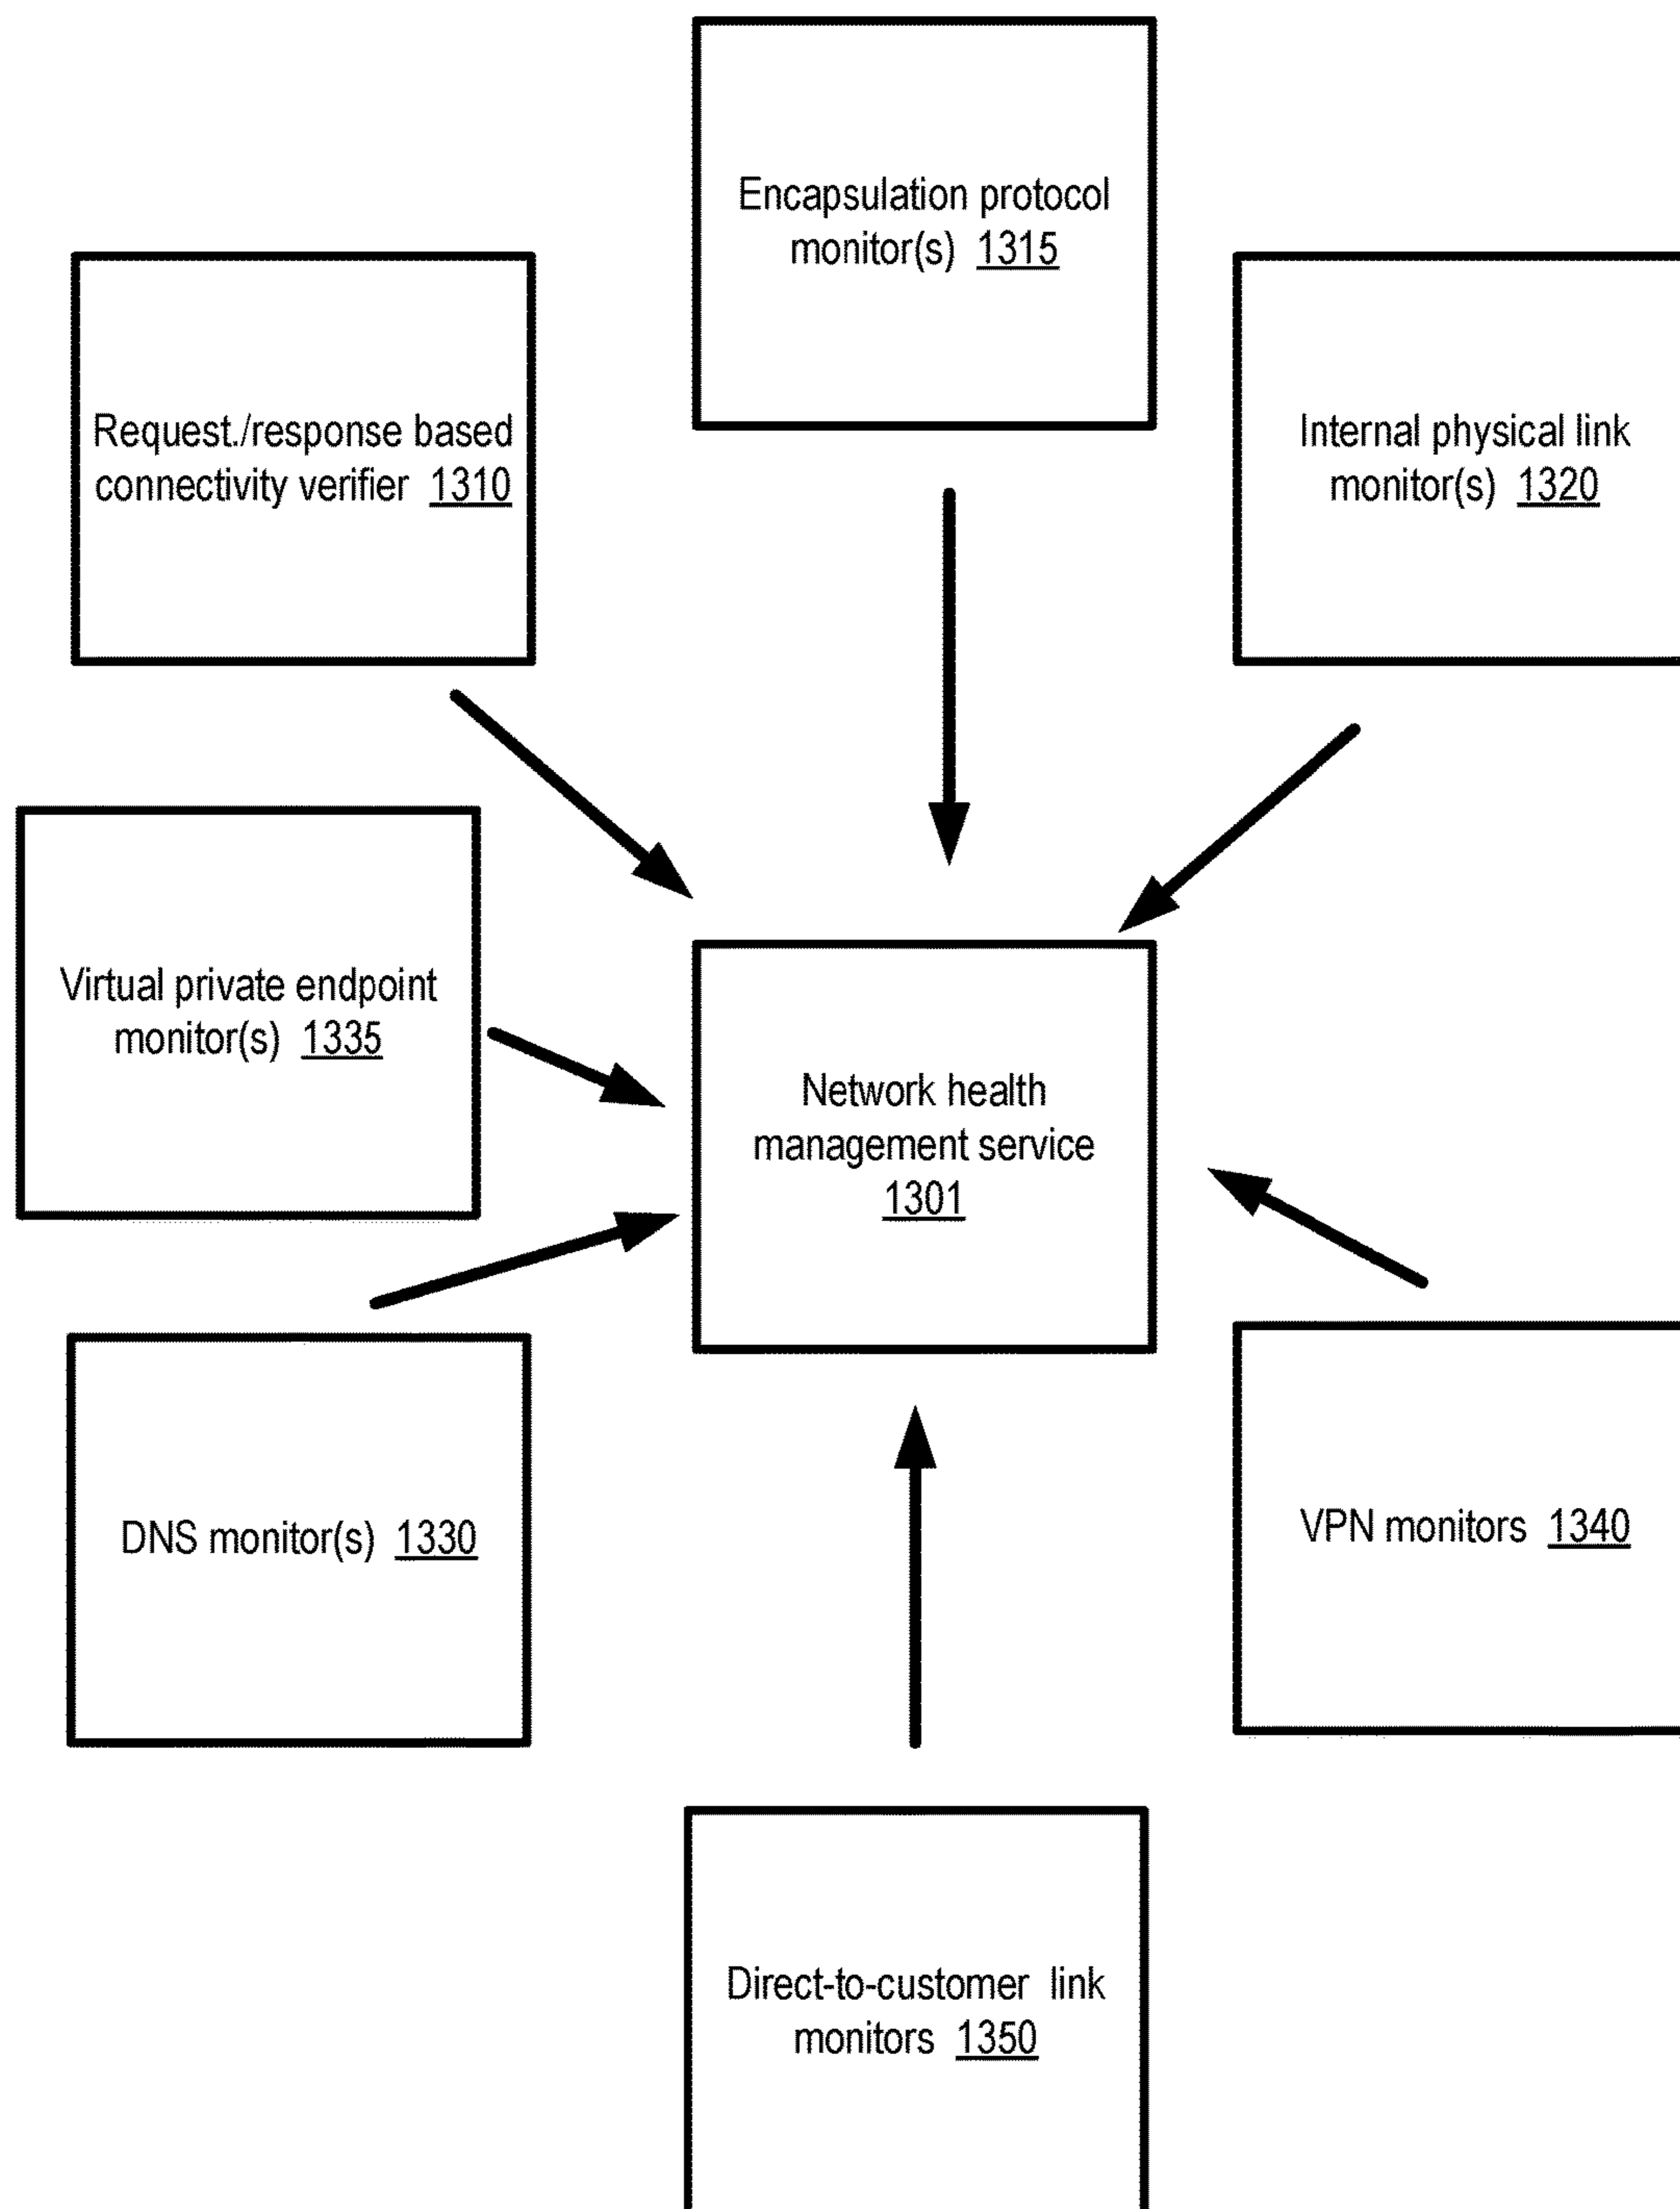 Encapsulation protocol
monitor(s) 1315
Request./response based
connectivity verifier 1310
Internal physical link
monitor(s) 1320
Virtual private endpoint
monitor(s) 1335
Network health
management service
1301
DNS monitor(s) 1330
VPN monitors 1340
Direct-to-customer link
monitors 1350